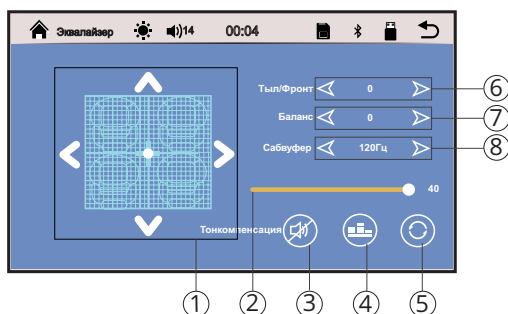 Эквалайзер 14 00:04
Тыл/Фронт 0 6
Баланс 0 7
Сабвуфер 120Гц 8
40
Тонкомпенсация
1 2 3 4 5